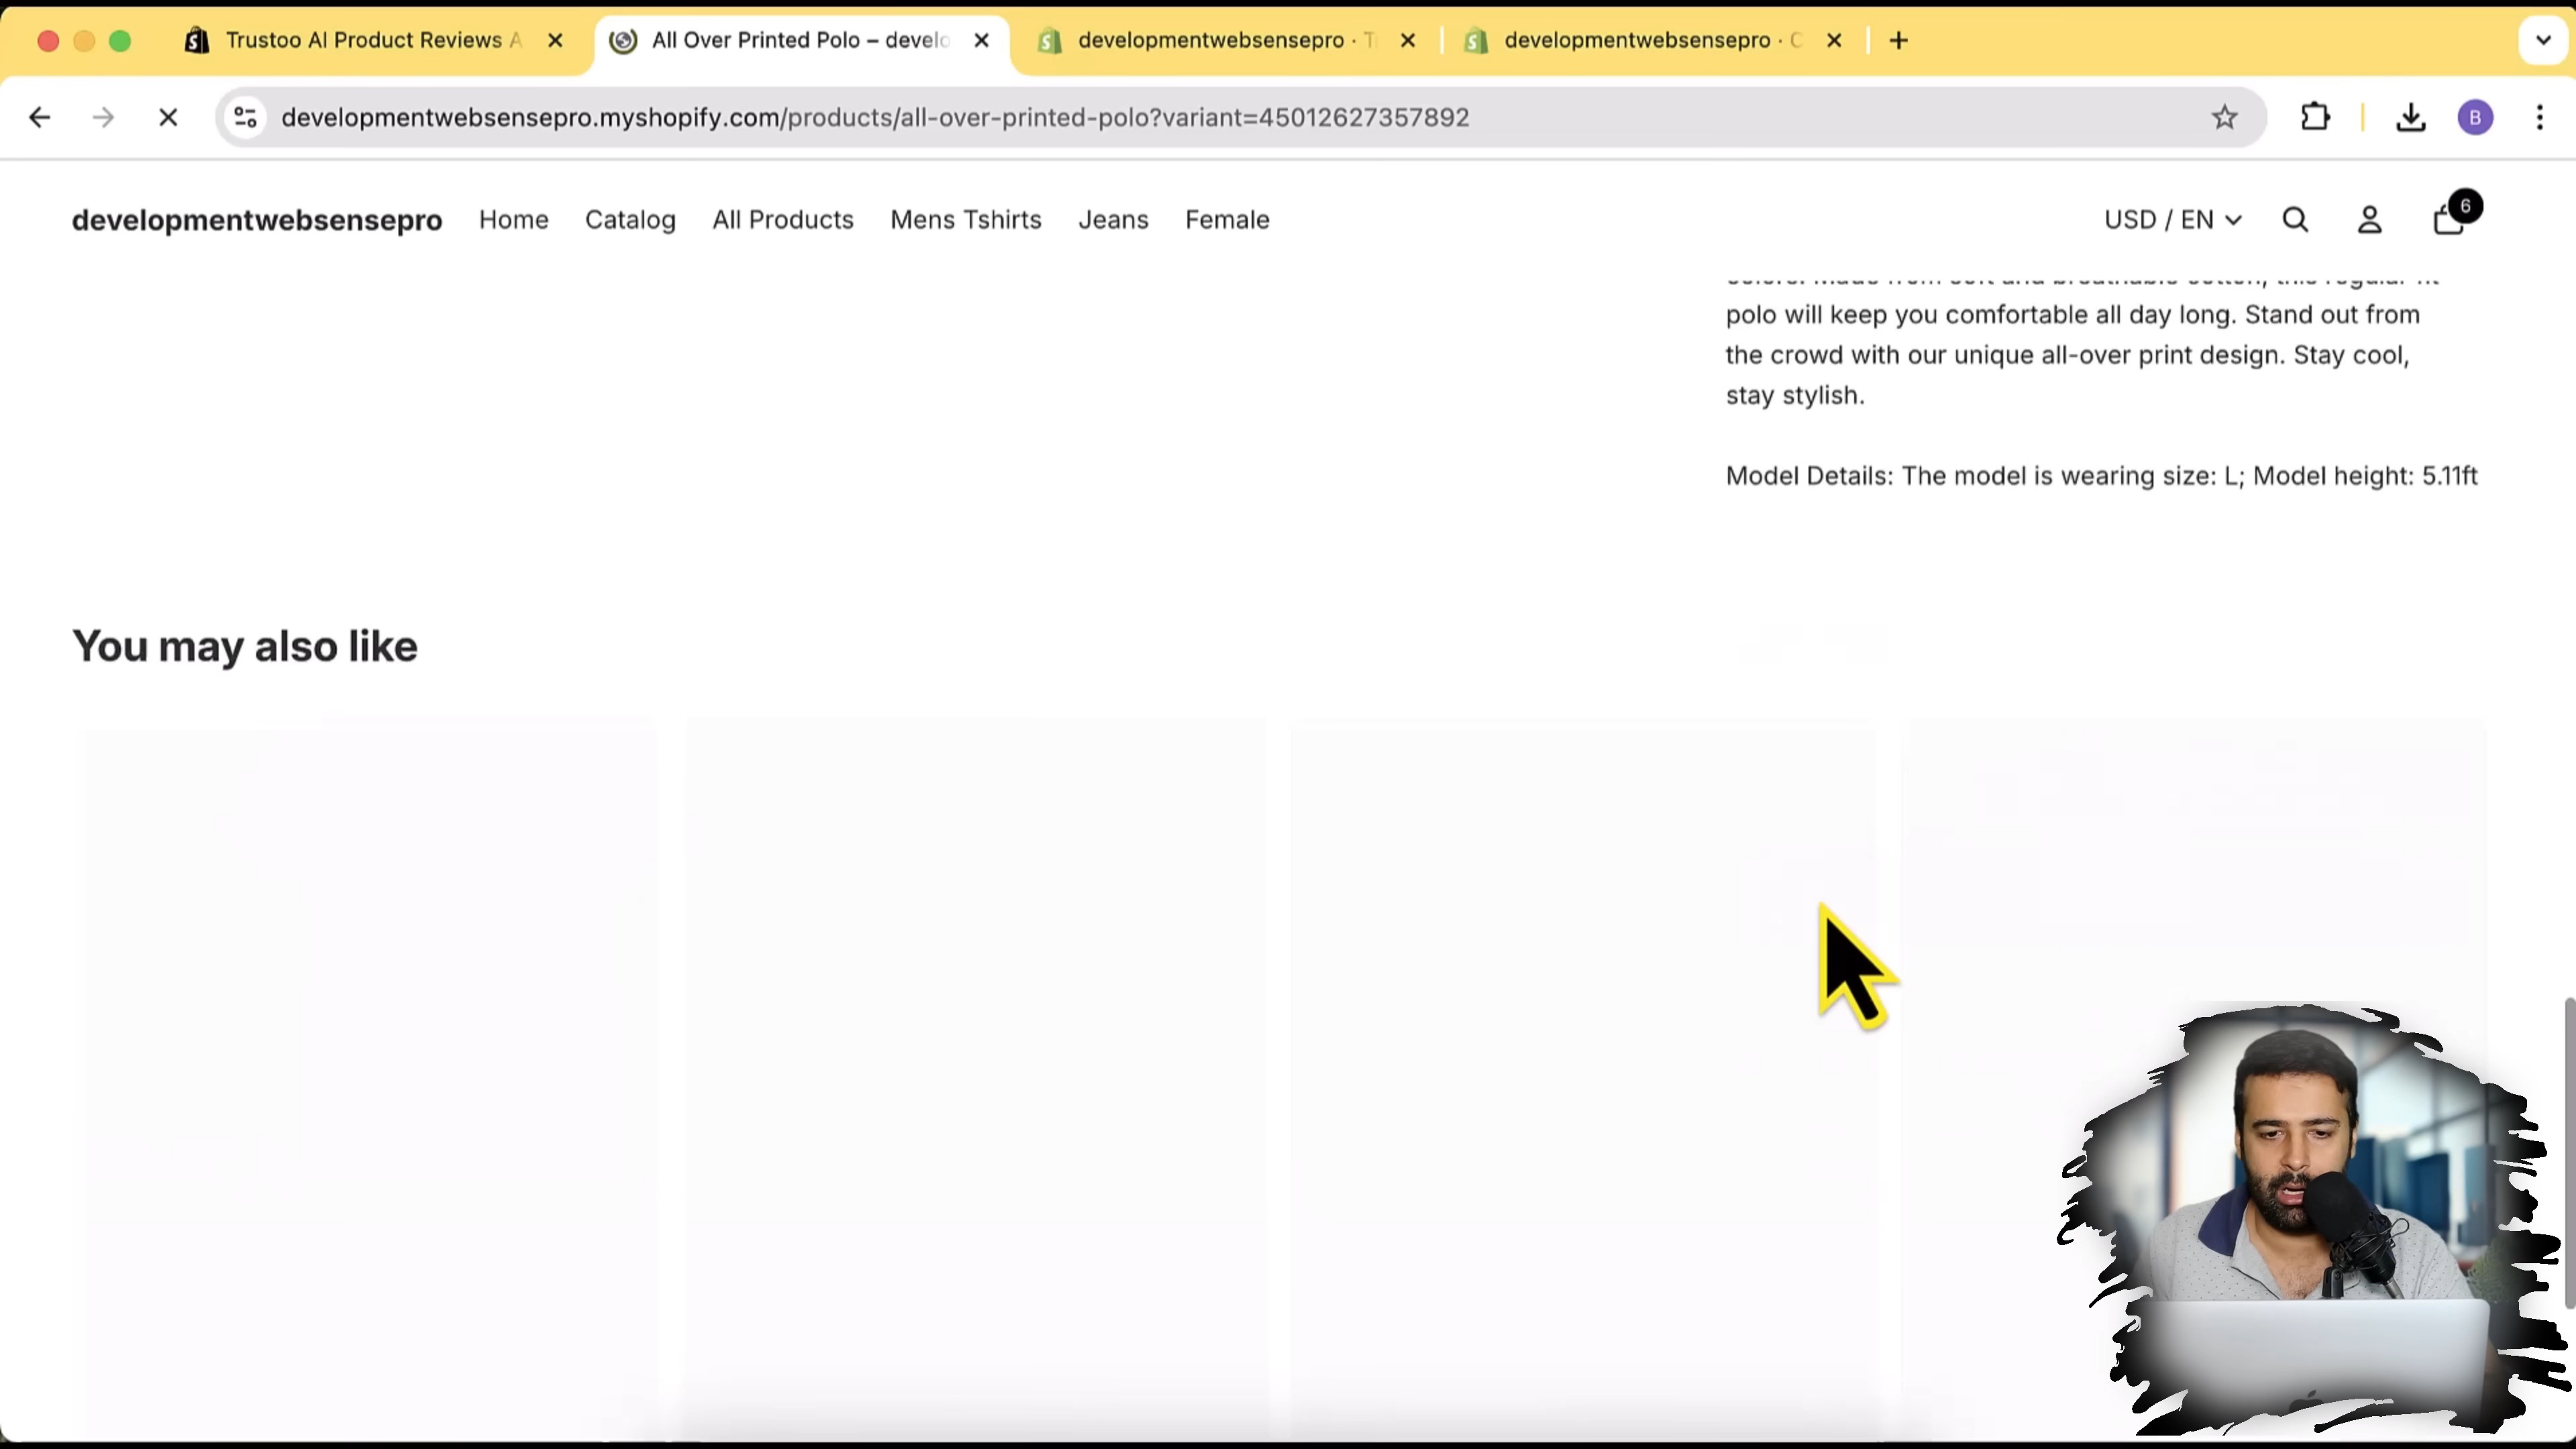 Trustoo AI Product Reviews A
All Over Printed Polo – develo
developmentwebsensepro · T
developmentwebsensepro · C
developmentwebsensepro.myshopify.com/products/all-over-printed-polo?variant=45012627357892
B
developmentwebsensepro Home Catalog All Products Mens Tshirts Jeans Female
USD / EN
6
polo will keep you comfortable all day long. Stand out from
the crowd with our unique all-over print design. Stay cool,
stay stylish.
Model Details: The model is wearing size: L; Model height: 5.11ft
You may also like